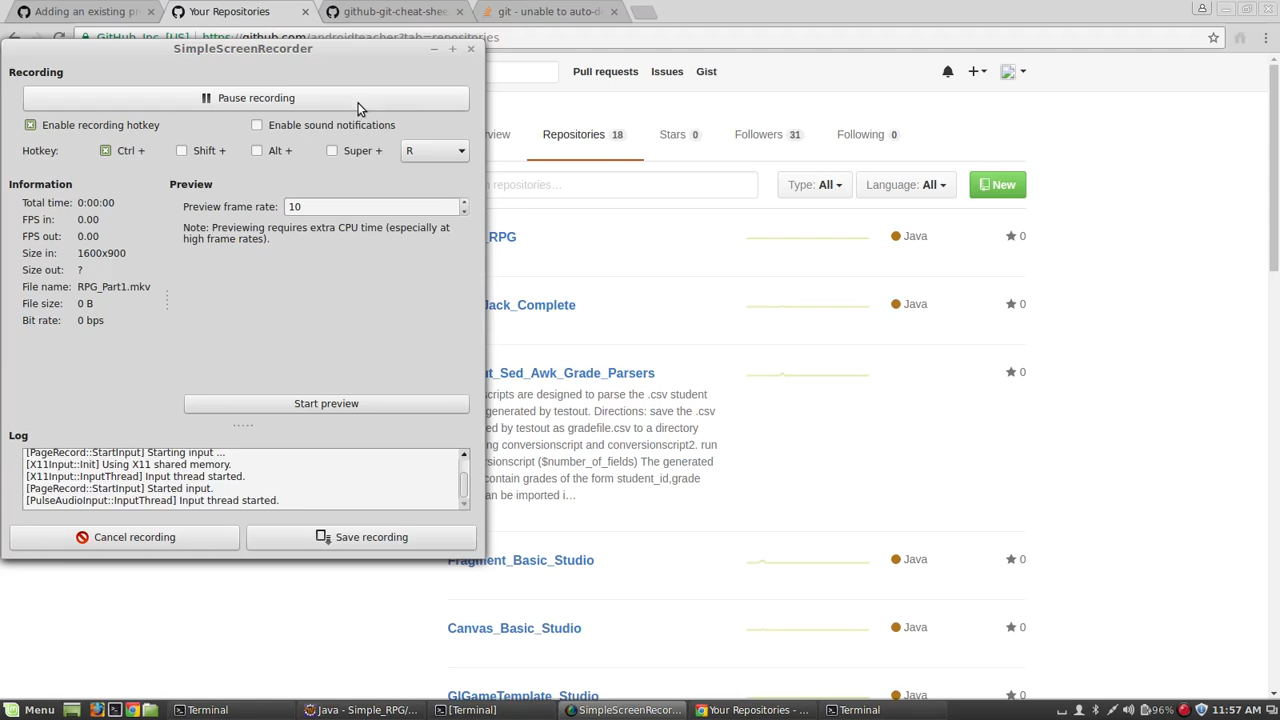 Adding an existing pr
Your Repositories
github-git-cheat-shee
git - unable to auto-de
GitHub, Inc. [US] https://github.com/androidteacher?tab=repositories
SimpleScreenRecorder
Recording
Pause recording
Enable recording hotkey
Enable sound notifications
Hotkey: Ctrl + Shift + Alt + Super + R
Information
Total time: 0:00:00
FPS in: 0.00
FPS out: 0.00
Size in: 1600x900
Size out: ?
File name: RPG_Part1.mkv
File size: 0 B
Bit rate: 0 bps
Preview
Preview frame rate: 10
Note: Previewing requires extra CPU time (especially at
high frame rates).
Start preview
Log
[PageRecord::StartInput] Starting input ...
[X11Input::Init] Using X11 shared memory.
[X11Input::InputThread] Input thread started.
[PageRecord::StartInput] Started input.
[PulseAudioInput::InputThread] Input thread started.
Cancel recording
Save recording
Pull requests Issues Gist
rview Repositories 18 Stars 0 Followers 31 Following 0
h repositories… Type: All Language: All New
_RPG Java 0
Jack_Complete Java 0
ut_Sed_Awk_Grade_Parsers 0
scripts are designed to parse the .csv student
generated by testout. Directions: save the .csv
ed by testout as gradefile.csv to a directory
ng conversionscript and conversionscript2. run
versionscript ($number_of_fields) The generated
contain grades of the form student_id,grade
can be imported i…
Fragment_Basic_Studio Java 0
Canvas_Basic_Studio Java 0
GlGameTemplate_Studio Java 0
Menu
Terminal
Java - Simple_RPG/...
[Terminal]
SimpleScreenRecor...
Your Repositories - ...
Terminal
96%
11:57 AM